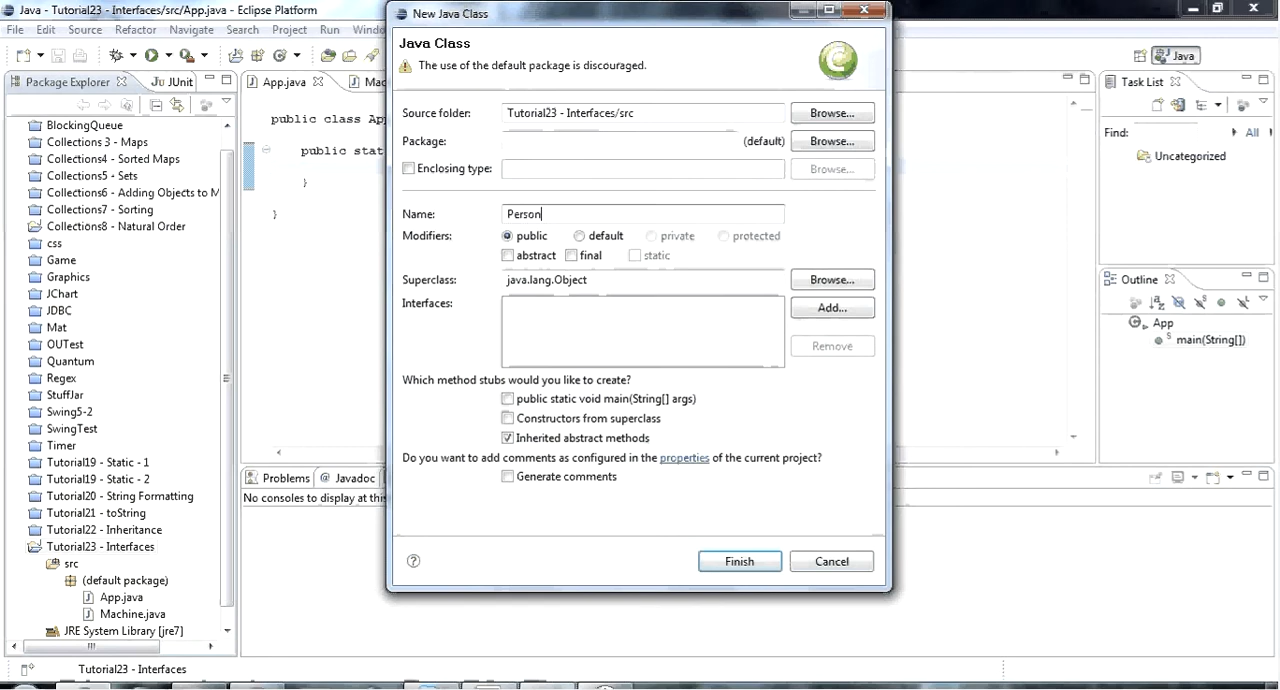 Java - Tutorial23 - Interfaces/src/App.java - Eclipse Platform
File Edit Source Refactor Navigate Search Project Run
Package Explorer
JUnit
BlockingQueue
Collections 3 - Maps
Collections4 - Sorted Maps
Collections5 - Sets
Collections6 - Adding Objects to M
Collections7 - Sorting
Collections8 - Natural Order
css
Game
Graphics
JChart
JDBC
Mat
OUTest
Quantum
Regex
StuffJar
Swing5-2
SwingTest
Timer
Tutorial19 - Static - 1
Tutorial19 - Static - 2
Tutorial20 - String Formatting
Tutorial21 - toString
Tutorial22 - Inheritance
Tutorial23 - Interfaces
src
(default package)
App.java
Machine.java
JRE System Library [jre7]
App.java
public class Ap
public stat
}
}
Problems
@ Javadoc
No consoles to display at this
New Java Class
Java Class
The use of the default package is discouraged.
Source folder: Tutorial23 - Interfaces/src Browse...
Package: (default) Browse...
Enclosing type: Browse...
Name: Person
Modifiers: public default private protected
abstract final static
Superclass: java.lang.Object Browse...
Interfaces: Add...
Remove
Which method stubs would you like to create?
public static void main(String[] args)
Constructors from superclass
Inherited abstract methods
Do you want to add comments as configured in the properties of the current project?
Generate comments
Finish Cancel
Java
Task List
Find: All
Uncategorized
Outline
App
S main(String[])
Tutorial23 - Interfaces